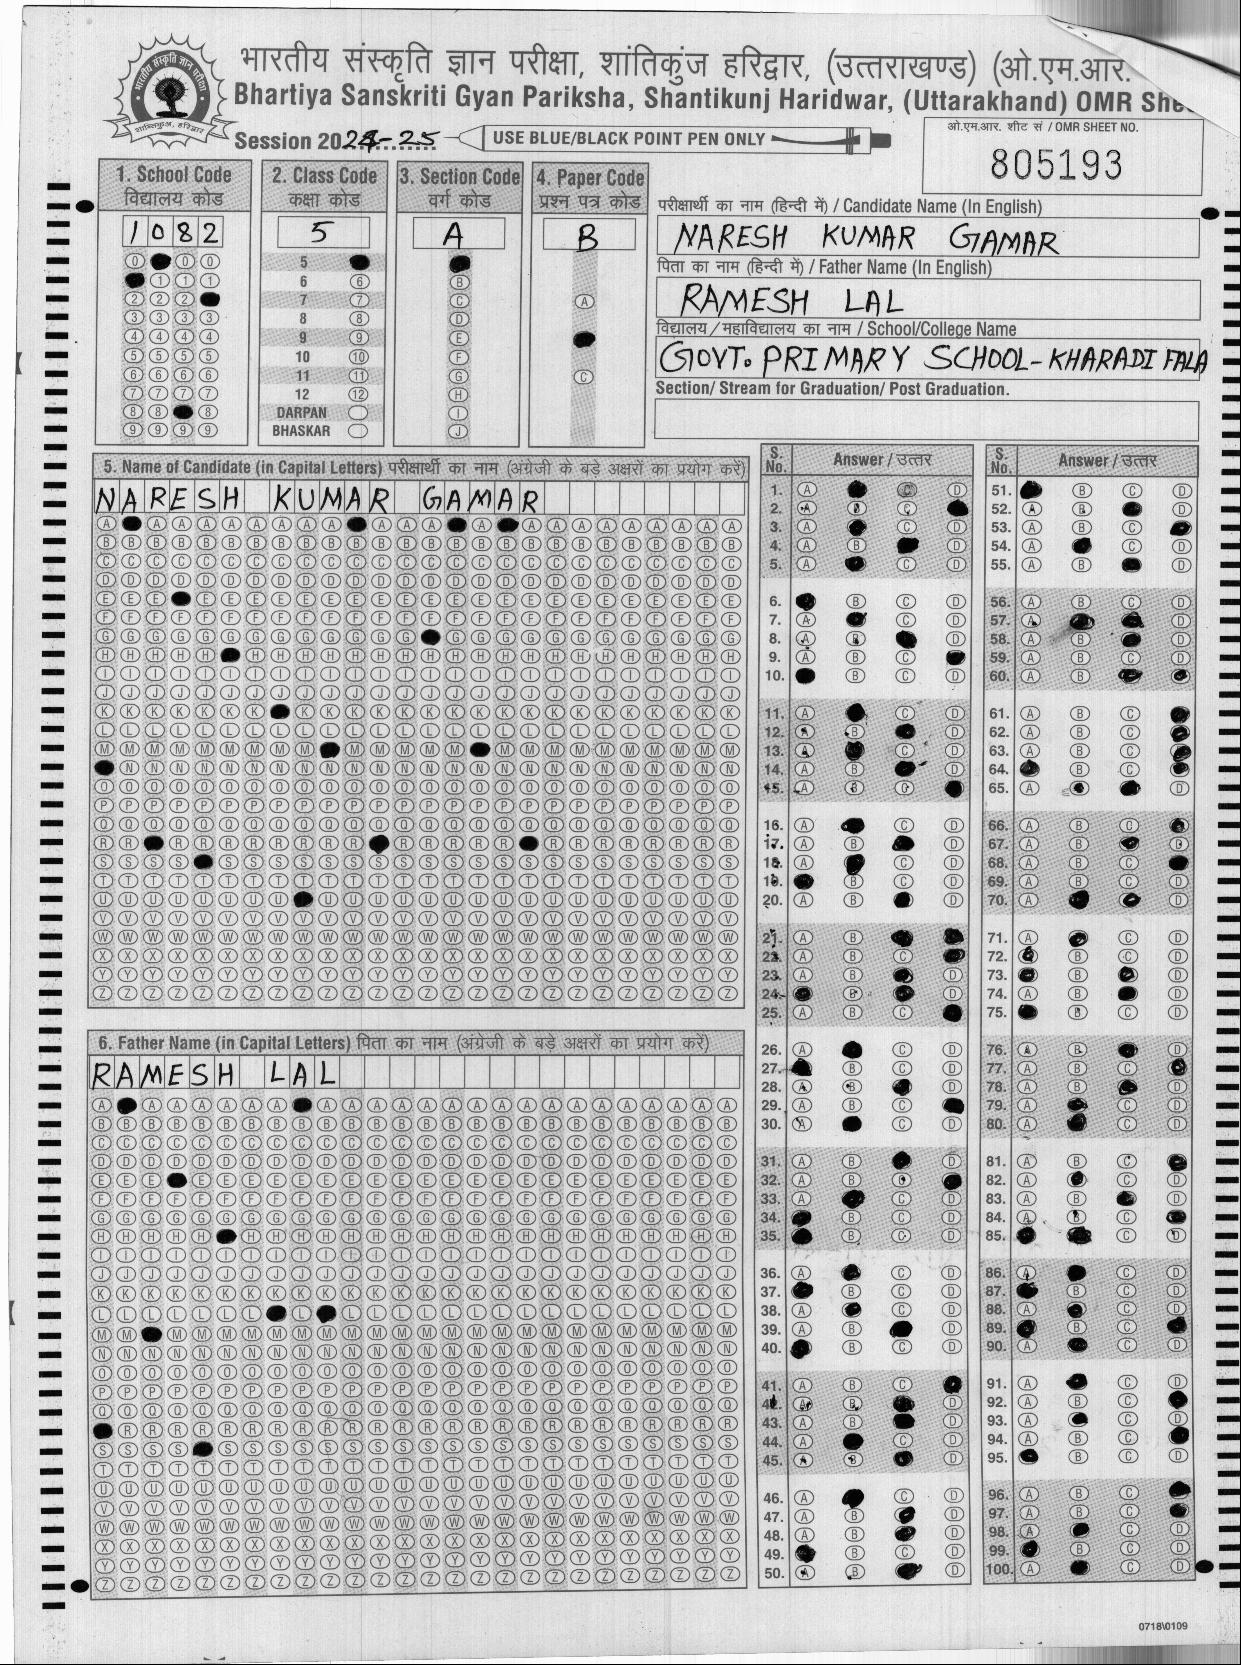 भारतीय संस्कृति ज्ञान परीक्षा, शांतिकुंज हरिद्वार, (उत्तराखण्ड) (ओ.एम.आर.
Bhartiya Sanskriti Gyan Pariksha, Shantikunj Haridwar, (Uttarakhand) OMR Shee
Session 2024-25
USE BLUE/BLACK POINT PEN ONLY
ओ.एम.आर. शीट सं / OMR SHEET NO.
805193
1. School Code
विद्यालय कोड
1082
2. Class Code
कक्षा कोड
5
5
6
7
8
9
10
11
12
DARPAN
BHASKAR
3. Section Code
वर्ग कोड
A
4. Paper Code
प्रश्न पत्र कोड
B
परीक्षार्थी का नाम (हिन्दी में) / Candidate Name (In English)
NARESH KUMAR GAMAR
पिता का नाम (हिन्दी में) / Father Name (In English)
RAMESH LAL
विद्यालय/महाविद्यालय का नाम / School/College Name
GOVT. PRIMARY SCHOOL-KHARADI FALA
Section/ Stream for Graduation/ Post Graduation.
5. Name of Candidate (in Capital Letters) परीक्षार्थी का नाम (अंग्रेजी के बड़े अक्षरों का प्रयोग करें)
NARESH KUMAR GAMAR
6. Father Name (in Capital Letters) पिता का नाम (अंग्रेजी के बड़े अक्षरों का प्रयोग करें)
RAMESH LAL
S. No. Answer / उत्तर
S. No. Answer / उत्तर
0718\0109